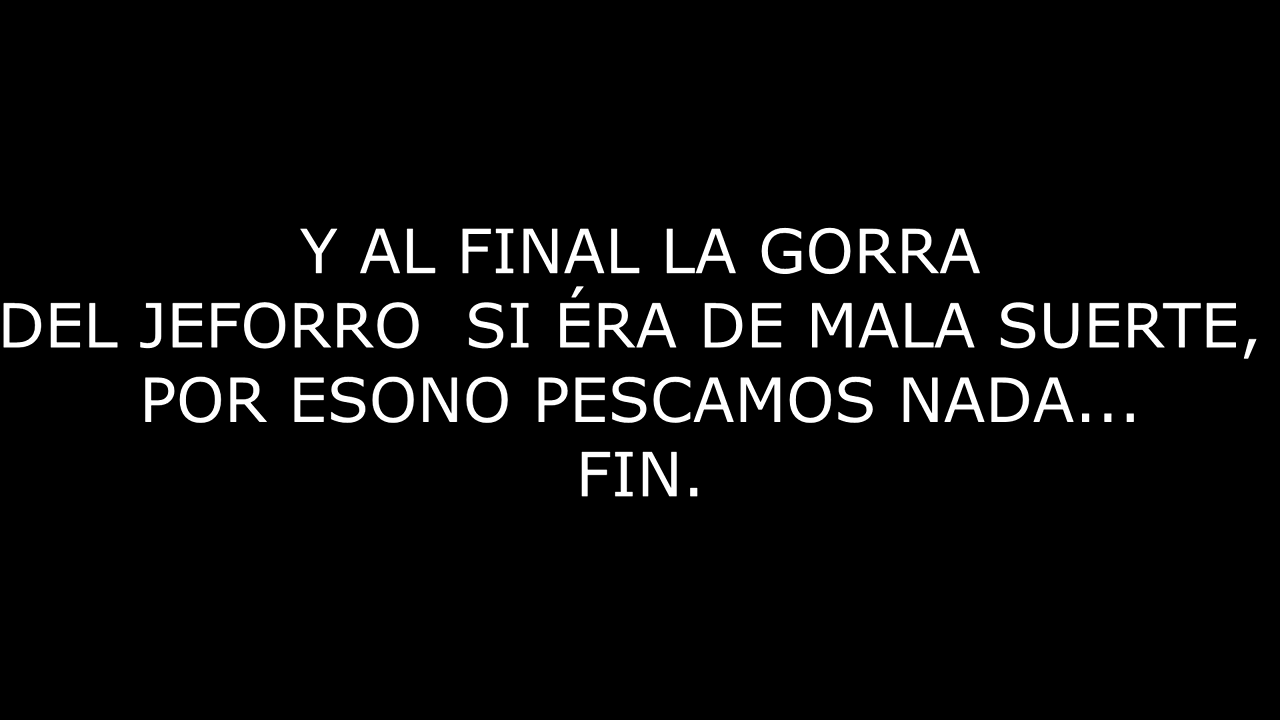 Y AL FINAL LA GORRA
DEL JEFORRO  SI ÉRA DE MALA SUERTE,
POR ESONO PESCAMOS NADA...
FIN.